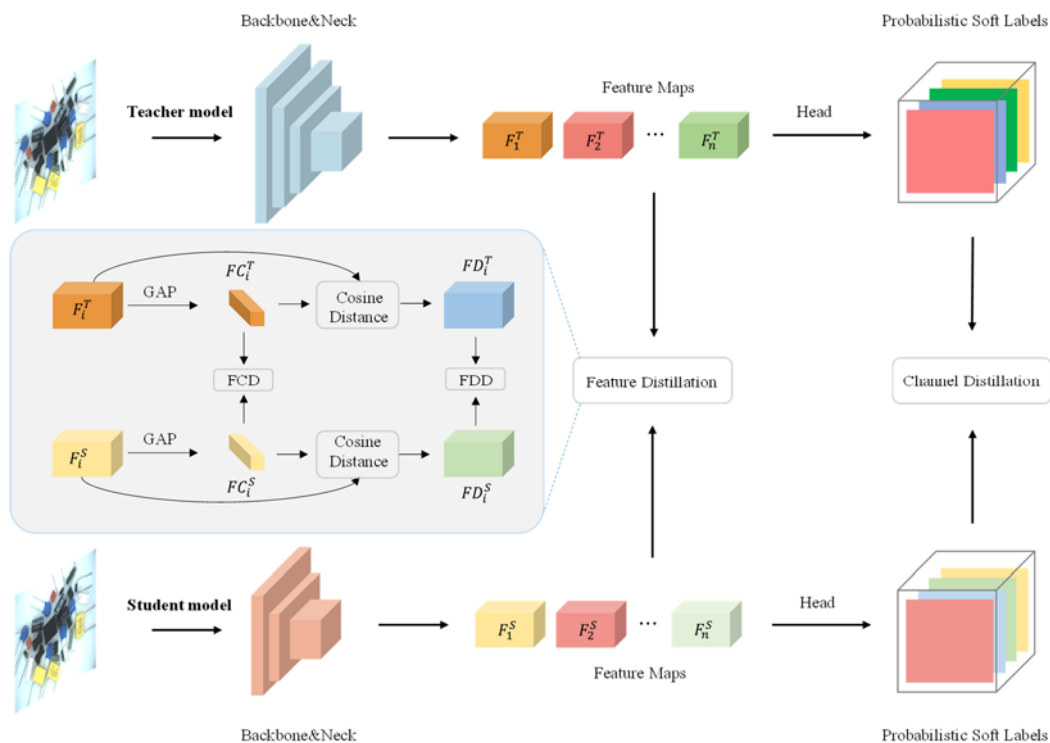 Backbone&Neck
Probabilistic Soft Labels
Teacher model
Feature Maps
Head
F_1^T
F_2^T
...
F_n^T
FC_i^T
FD_i^T
F_i^T
GAP
Cosine
Distance
FCD
FDD
Feature Distillation
Channel Distillation
F_i^S
GAP
Cosine
Distance
FC_i^S
FD_i^S
Student model
Head
F_1^S
F_2^S
...
F_n^S
Feature Maps
Backbone&Neck
Probabilistic Soft Labels